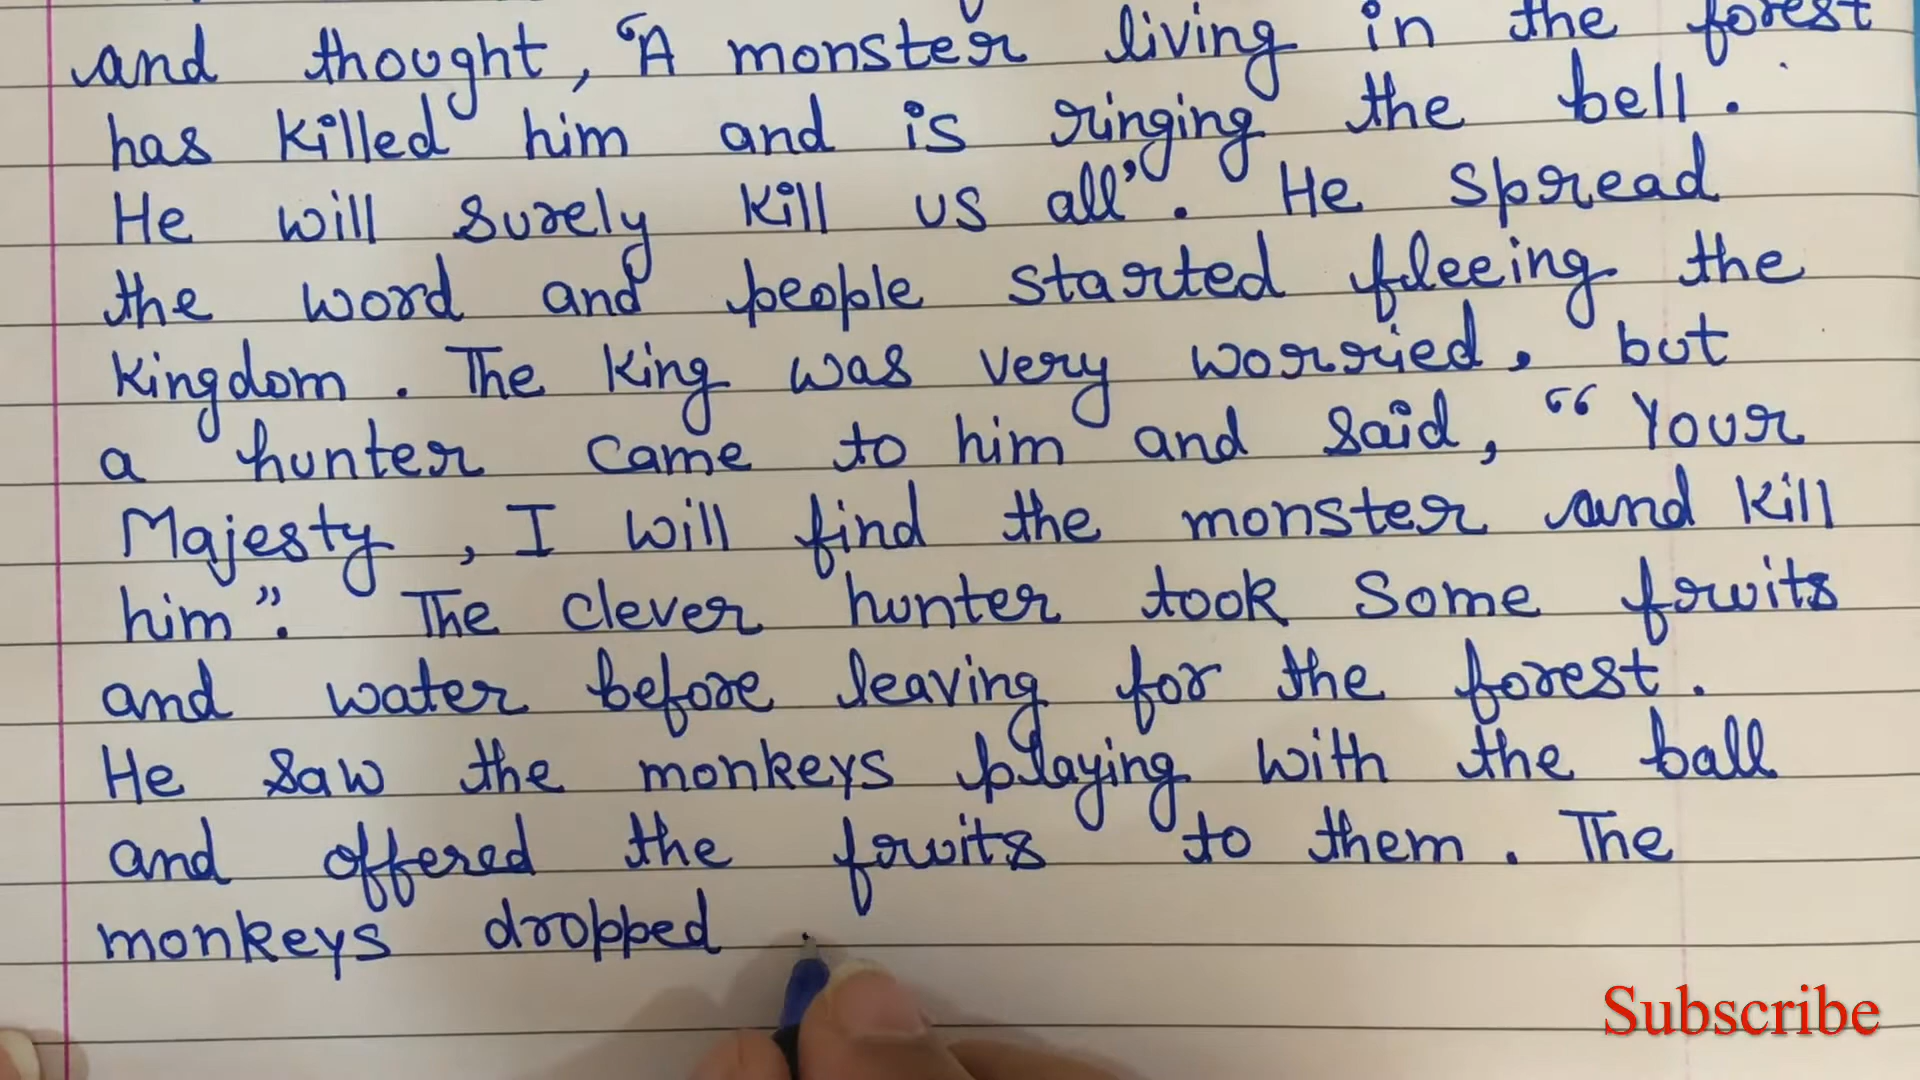 and thought, ‘A monster living in the forest
has killed him and is ringing the bell.
He will surely kill us all’. He spread
the word and people started fleeing the
kingdom. The king was very worried, but
a hunter came to him and said, “Your
Majesty, I will find the monster and kill
him”. The clever hunter took some fruits
and water before leaving for the forest.
He saw the monkeys playing with the ball
and offered the fruits to them. The
monkeys dropped
Subscribe